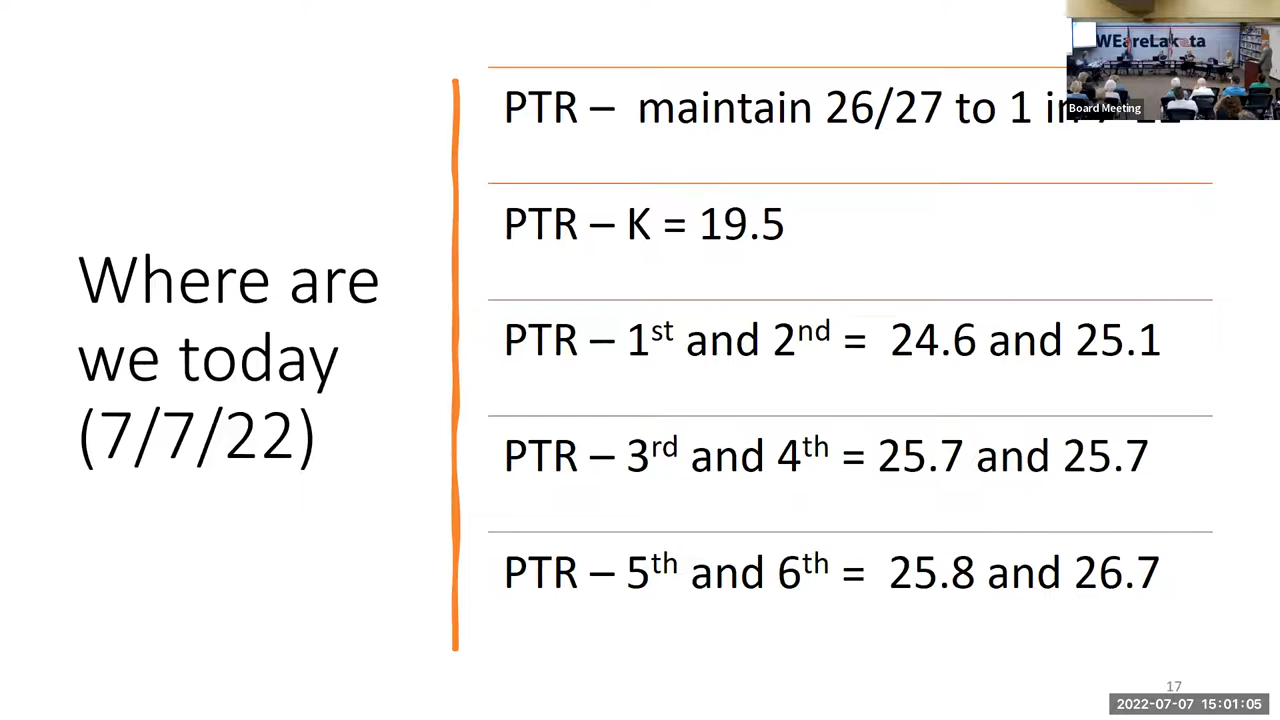 WEareLakota
Board Meeting
PTR – maintain 26/27 to 1 in
PTR – K = 19.5
Where are
we today
(7/7/22)
PTR – 1st and 2nd = 24.6 and 25.1
PTR – 3rd and 4th = 25.7 and 25.7
PTR – 5th and 6th = 25.8 and 26.7
17
2022-07-07 15:01:05